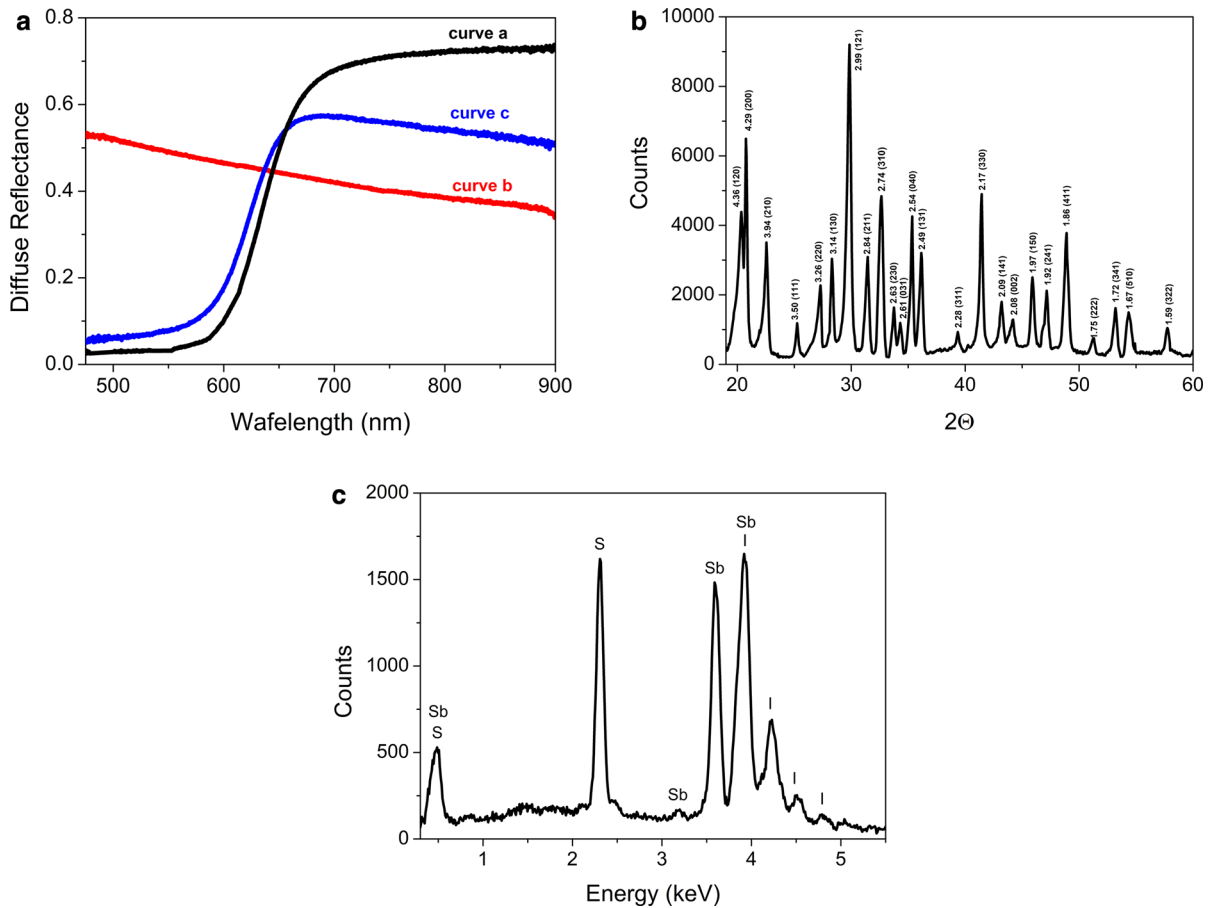 a
0.8
0.6
0.4
0.2
0.0
Diffuse Reflectance
curve a
curve c
curve b
500
600
700
800
900
Wafelength (nm)
b
10000
8000
6000
4000
2000
0
Counts
4.36 (120)
4.29 (200)
3.94 (210)
3.50 (111)
3.26 (220)
3.14 (130)
2.99 (121)
2.84 (211)
2.74 (310)
2.63 (230)
2.61 (031)
2.54 (040)
2.49 (131)
2.28 (311)
2.17 (330)
2.09 (141)
2.08 (002)
1.97 (150)
1.92 (241)
1.86 (411)
1.75 (222)
1.72 (341)
1.67 (510)
1.59 (322)
20
30
40
50
60
2Θ
c
2000
1500
1000
500
0
Counts
Sb
S
S
Sb
Sb
Sb
I
I
I
I
1
2
3
4
5
Energy (keV)